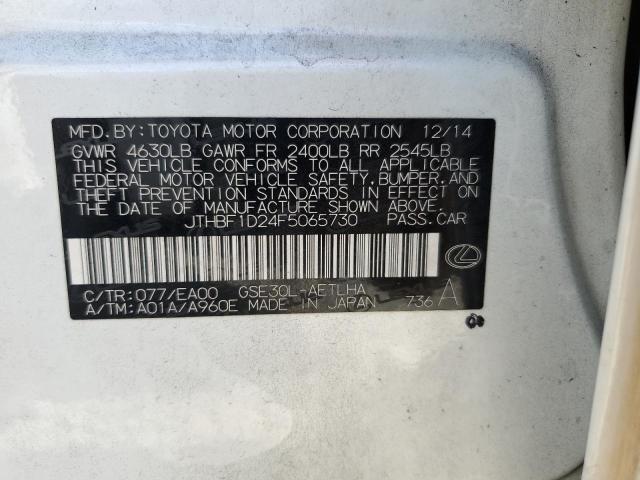 MFD. BY: TOYOTA MOTOR CORPORATION 12/14
GVWR 4630LB GAWR FR 2400LB RR 2545LB
THIS VEHICLE CONFORMS TO ALL APPLICABLE
FEDERAL MOTOR VEHICLE SAFETY, BUMPER, AND
THEFT PREVENTION STANDARDS IN EFFECT ON
THE DATE OF MANUFACTURE SHOWN ABOVE.
JTHBF1D24F5065730 PASS.CAR
C/TR:077/EA00 GSE30L-AETLHA
A/TM:A01A/A960E MADE IN JAPAN 736 A